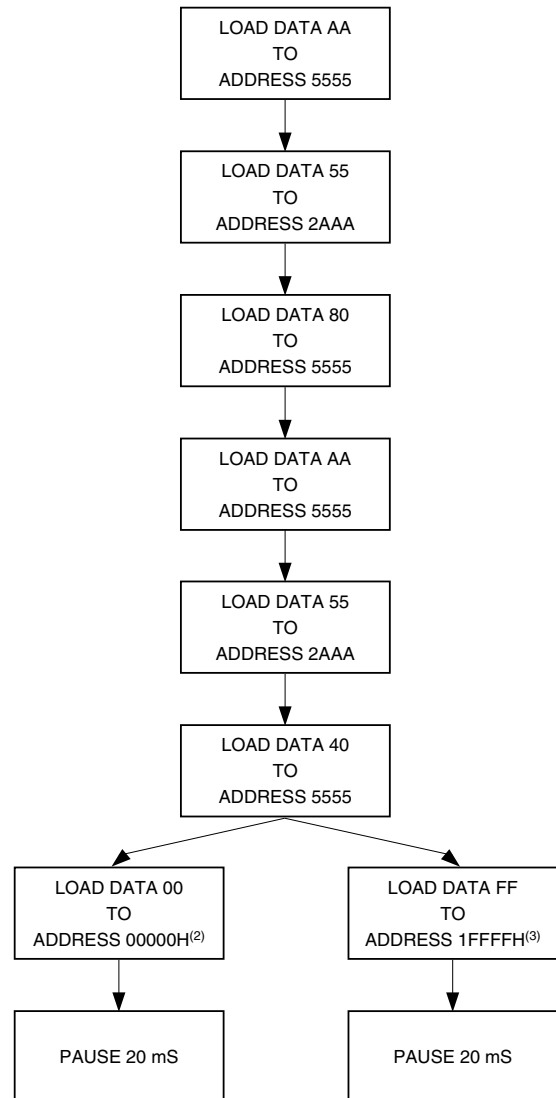 LOAD DATA AA
TO
ADDRESS 5555
LOAD DATA 55
TO
ADDRESS 2AAA
LOAD DATA 80
TO
ADDRESS 5555
LOAD DATA AA
TO
ADDRESS 5555
LOAD DATA 55
TO
ADDRESS 2AAA
LOAD DATA 40
TO
ADDRESS 5555
LOAD DATA 00
TO
ADDRESS 00000H(2)
PAUSE 20 mS
LOAD DATA FF
TO
ADDRESS 1FFFFH(3)
PAUSE 20 mS